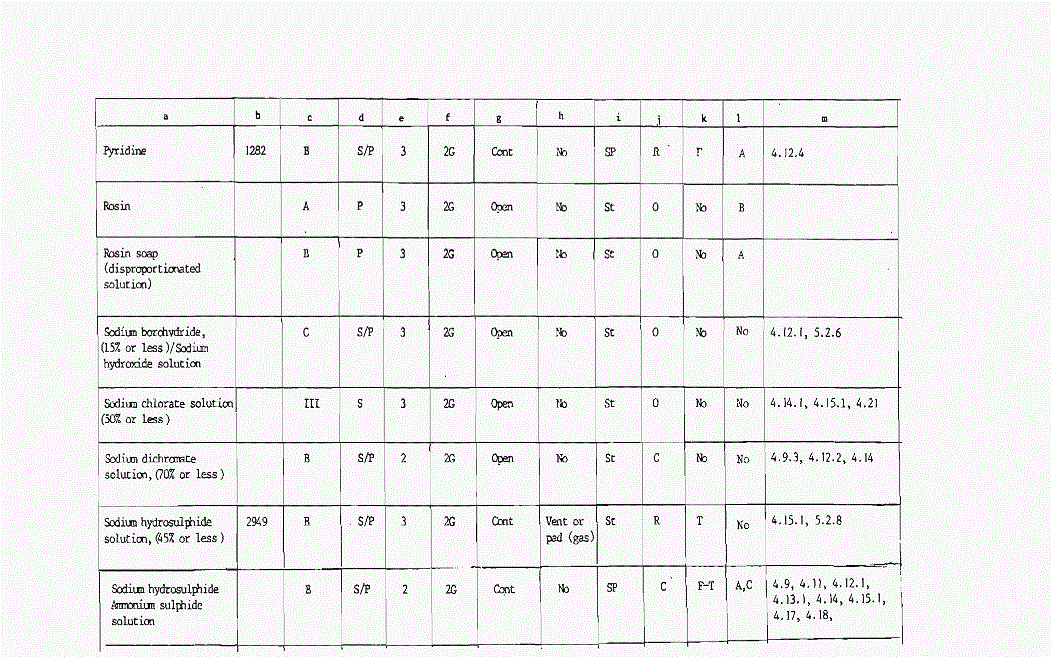 a b c d e f g h i j k l m
Pyridine 1282 B S/P 3 2G Cont No SP R F A 4.12.4
Rosin A P 3 2G Open No St O No B
Rosin soap B P 3 2G Open No St O No A
(disproportionated
solution)
Sodium borohydride, C S/P 3 2G Open No St O No No 4.12.1, 5.2.6
(15% or less)/Sodium
hydroxide solution
Sodium chlorate solution III S 3 2G Open No St O No No 4.14.1, 4.15.1, 4.21
(50% or less)
Sodium dichromate B S/P 2 2G Open No St C No No 4.9.3, 4.12.2, 4.14
solution, (70% or less)
Sodium hydrosulphide 2949 B S/P 3 2G Cont Vent or St R T No 4.15.1, 5.2.8
solution, (45% or less) pad (gas)
Sodium hydrosulphide B S/P 2 2G Cont No SP C F-T A,C 4.9, 4.11, 4.12.1,
Ammonium sulphide 4.13.1, 4.14, 4.15.1,
solution 4.17, 4.18,